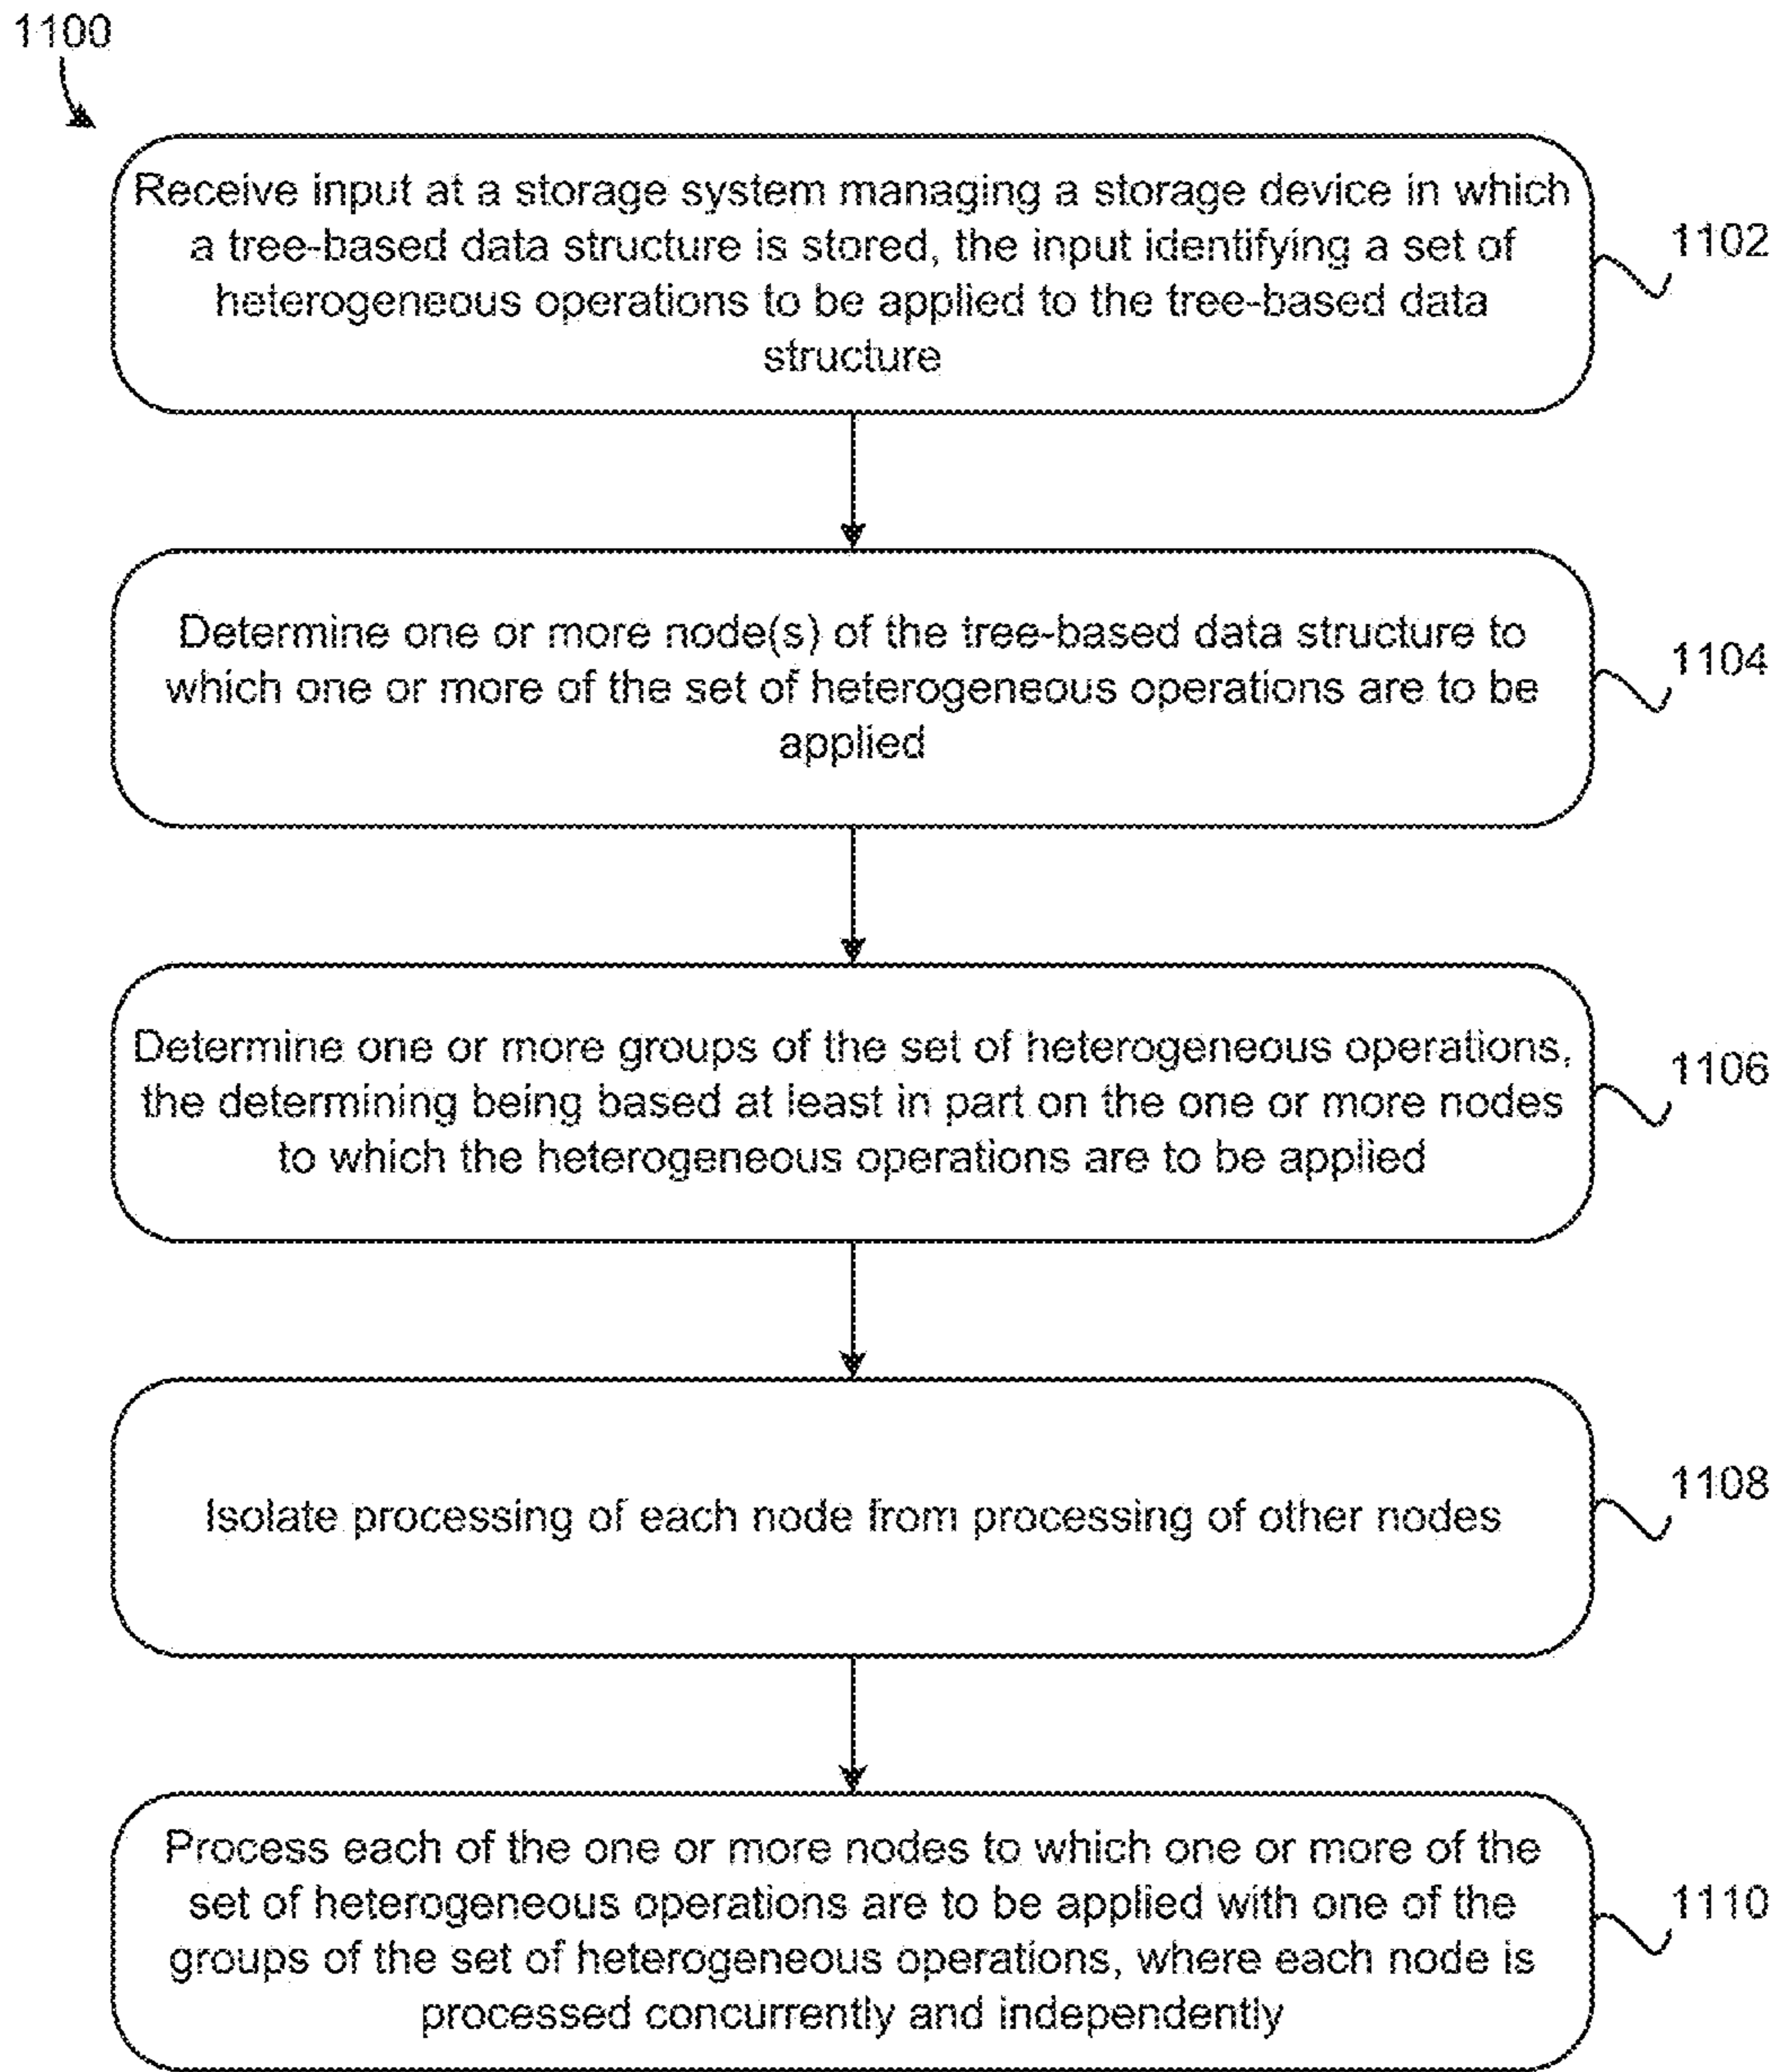 1100
Receive input at a storage system managing a storage device in which
a tree-based data structure is stored, the input identifying a set of
heterogeneous operations to be applied to the tree-based data
structure
1102
Determine one or more node(s) of the tree-based data structure to
which one or more of the set of heterogeneous operations are to be
applied
1104
Determine one or more groups of the set of heterogeneous operations,
the determining being based at least in part on the one or more nodes
to which the heterogeneous operations are to be applied
1106
Isolate processing of each node from processing of other nodes
1108
Process each of the one or more nodes to which one or more of the
set of heterogeneous operations are to be applied with one of the
groups of the set of heterogeneous operations, where each node is
processed concurrently and independently
1110